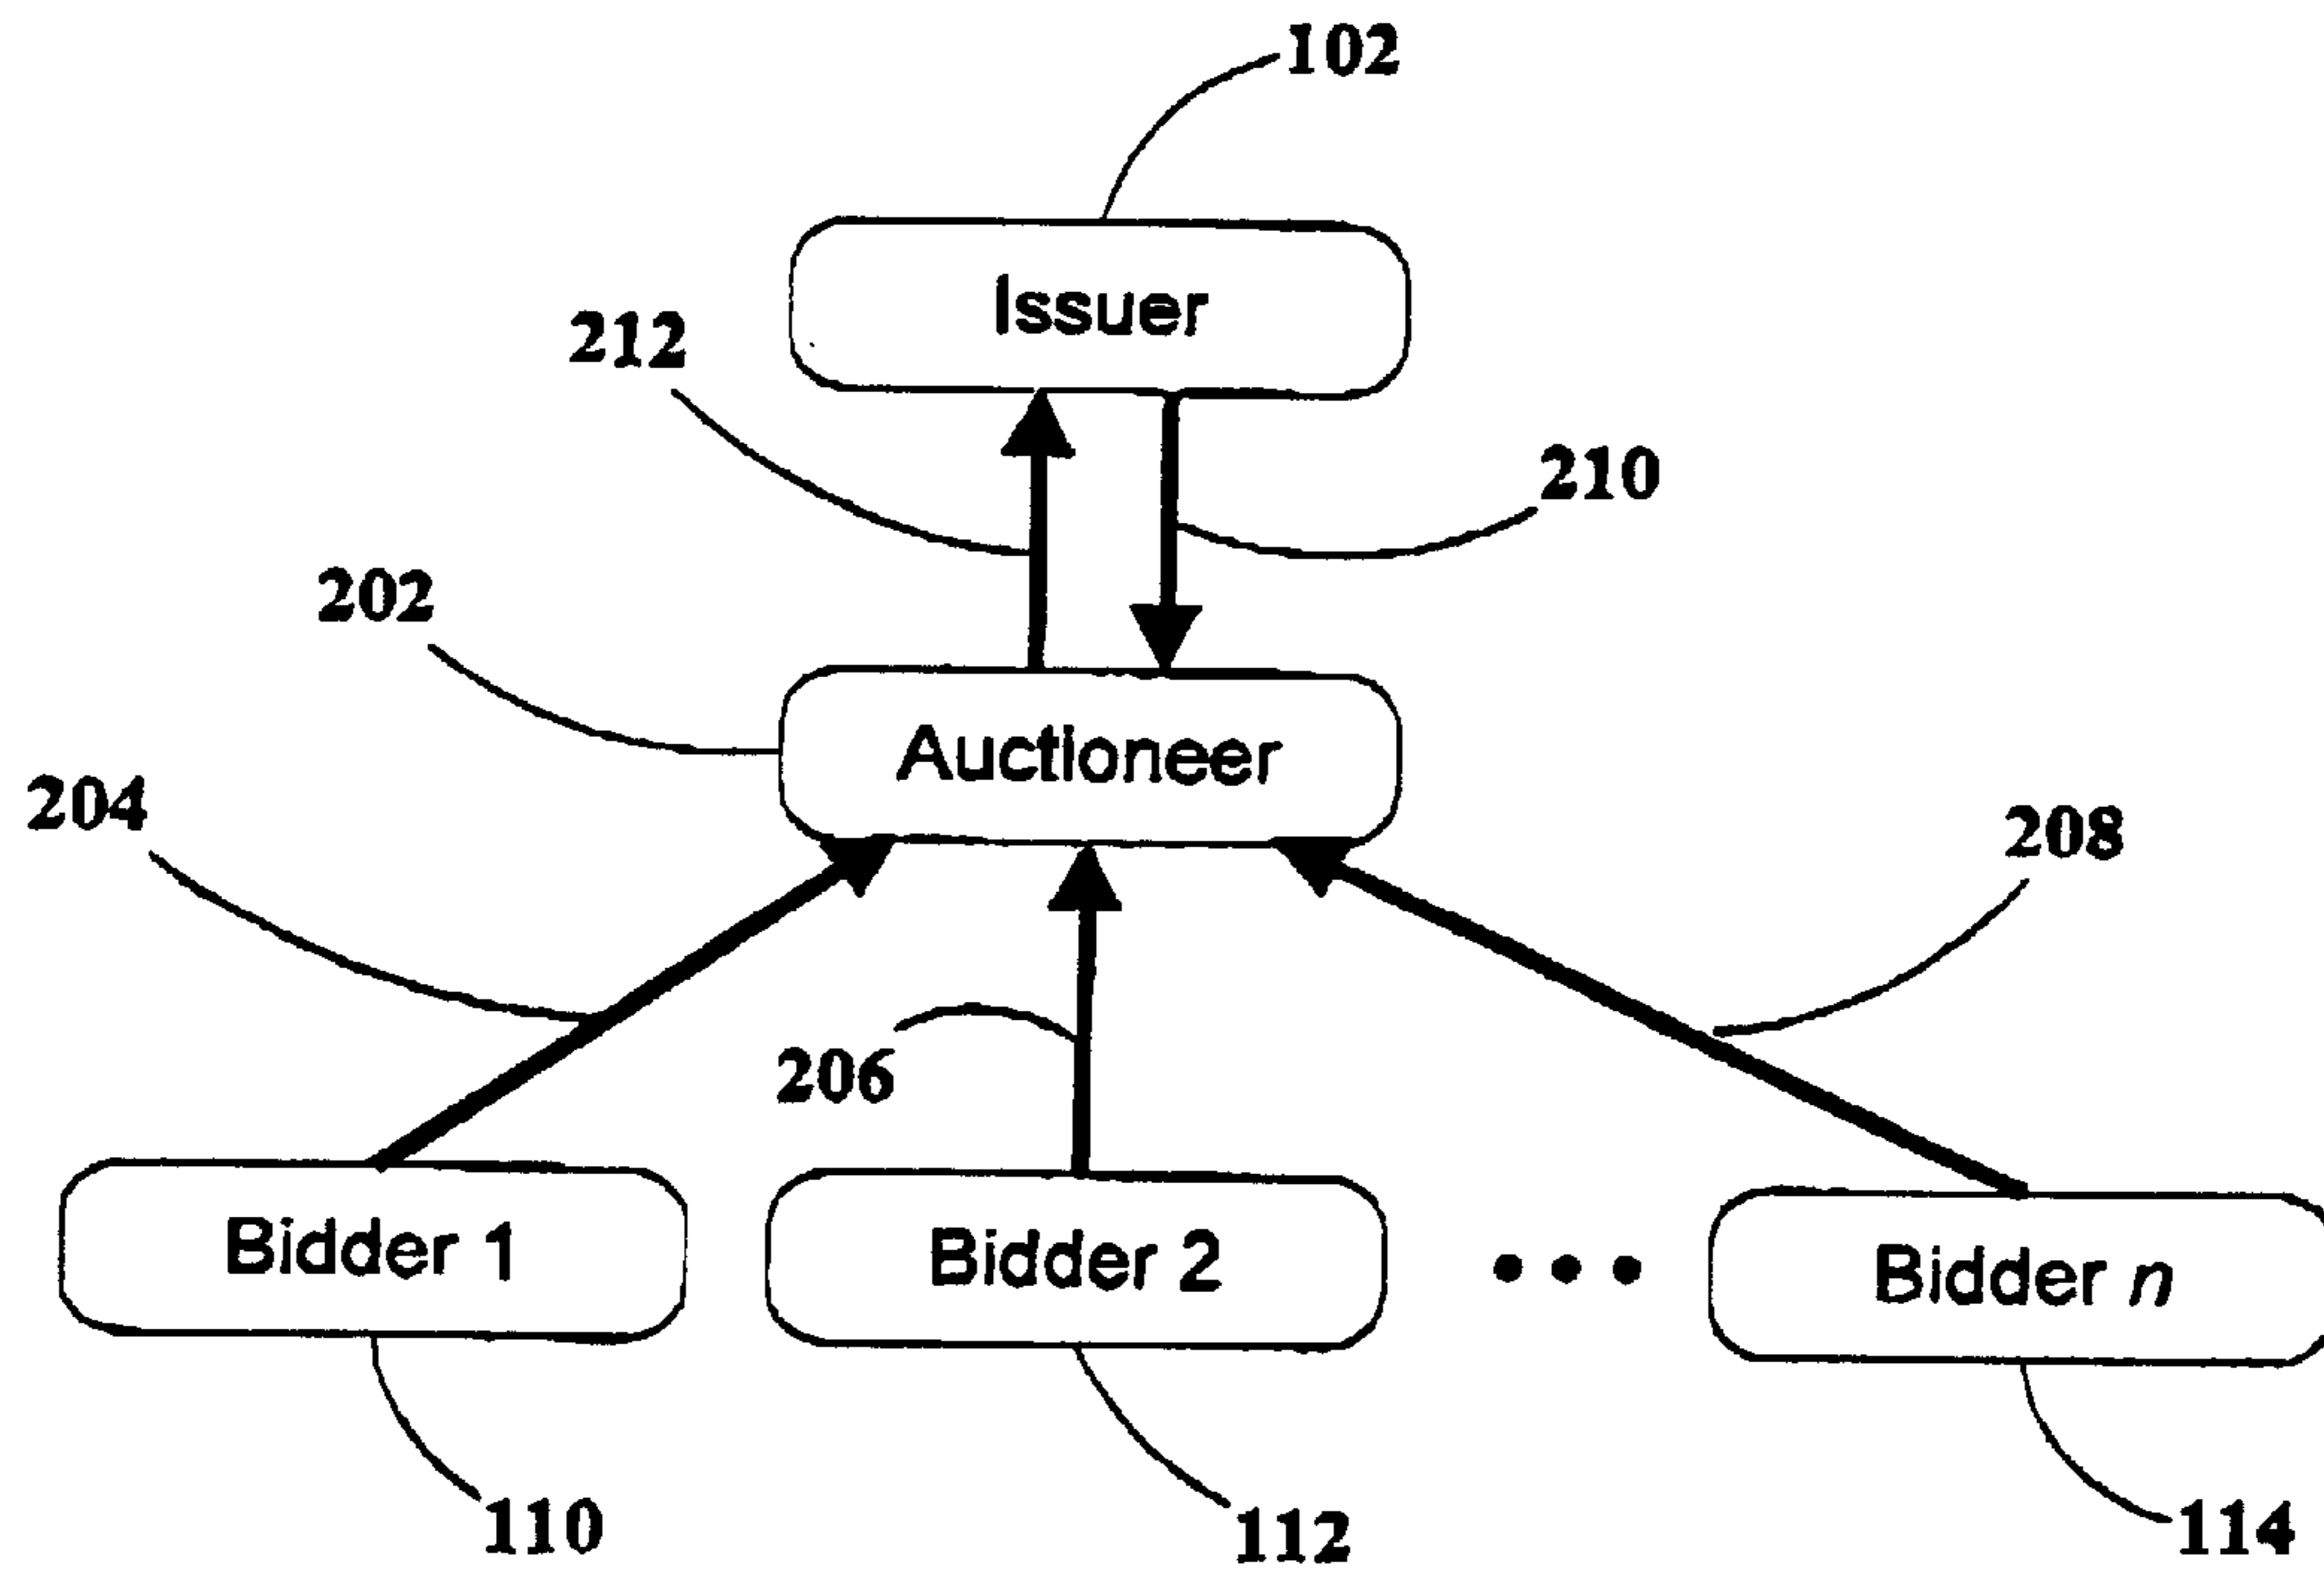 102
Issuer
212
210
202
Auctioneer
204
208
206
Bidder 1
Bidder 2
• • •
Bidder n
110
112
114